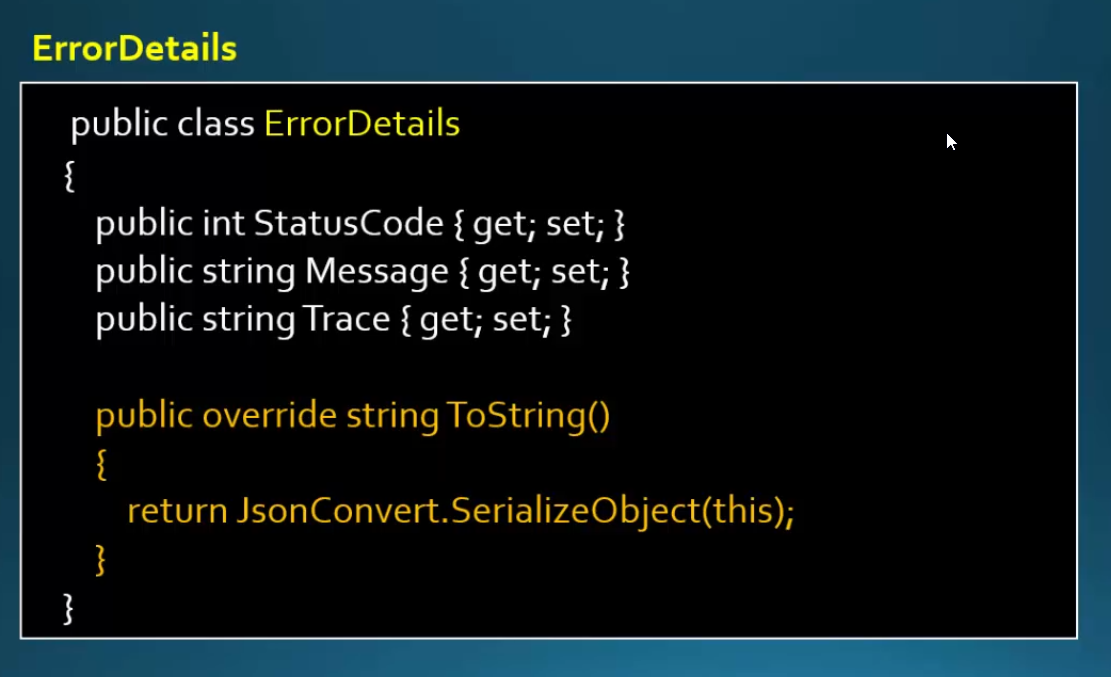 ErrorDetails
public class ErrorDetails
{
public int StatusCode { get; set; }
public string Message { get; set; }
public string Trace { get; set; }
public override string ToString()
{
return JsonConvert.SerializeObject(this);
}
}